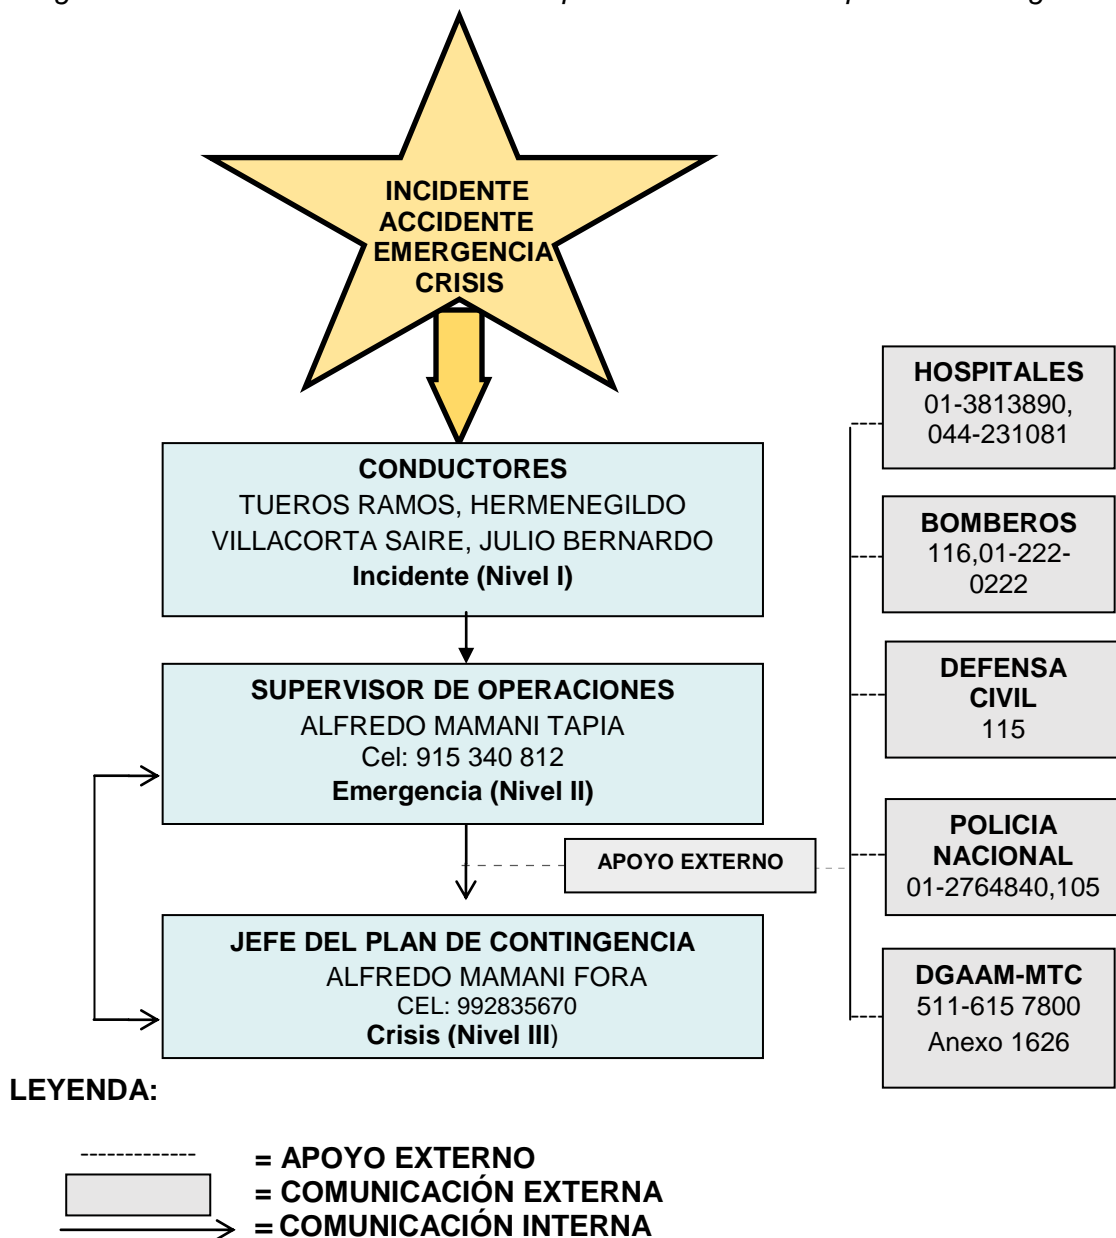 INCIDENTE
ACCIDENTE
EMERGENCIA
CRISIS
CONDUCTORES
TUEROS RAMOS, HERMENEGILDO
VILLACORTA SAIRE, JULIO BERNARDO
Incidente (Nivel I)
SUPERVISOR DE OPERACIONES
ALFREDO MAMANI TAPIA
Cel: 915 340 812
Emergencia (Nivel II)
APOYO EXTERNO
JEFE DEL PLAN DE CONTINGENCIA
ALFREDO MAMANI FORA
CEL: 992835670
Crisis (Nivel III)
HOSPITALES
01-3813890,
044-231081
BOMBEROS
116,01-222-
0222
DEFENSA
CIVIL
115
POLICIA
NACIONAL
01-2764840,105
DGAAM-MTC
511-615 7800
Anexo 1626
LEYENDA:
= APOYO EXTERNO
= COMUNICACIÓN EXTERNA
= COMUNICACIÓN INTERNA